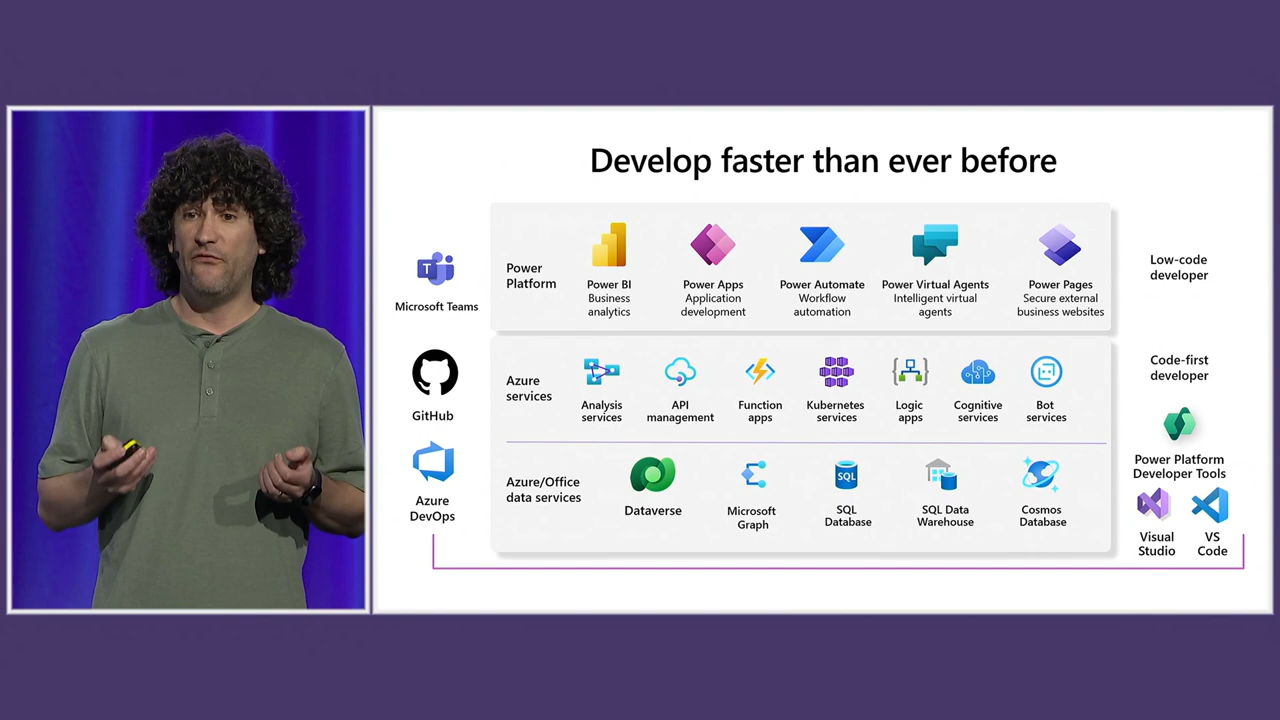 Develop faster than ever before
Microsoft Teams
GitHub
Azure
DevOps
Power
Platform
Power BI
Business
analytics
Power Apps
Application
development
Power Automate
Workflow
automation
Power Virtual Agents
Intelligent virtual
agents
Power Pages
Secure external
business websites
Low-code
developer
Azure
services
Analysis
services
API
management
Function
apps
Kubernetes
services
Logic
apps
Cognitive
services
Bot
services
Code-first
developer
Azure/Office
data services
Dataverse
Microsoft
Graph
SQL
SQL
Database
SQL Data
Warehouse
Cosmos
Database
Power Platform
Developer Tools
Visual
Studio
VS
Code